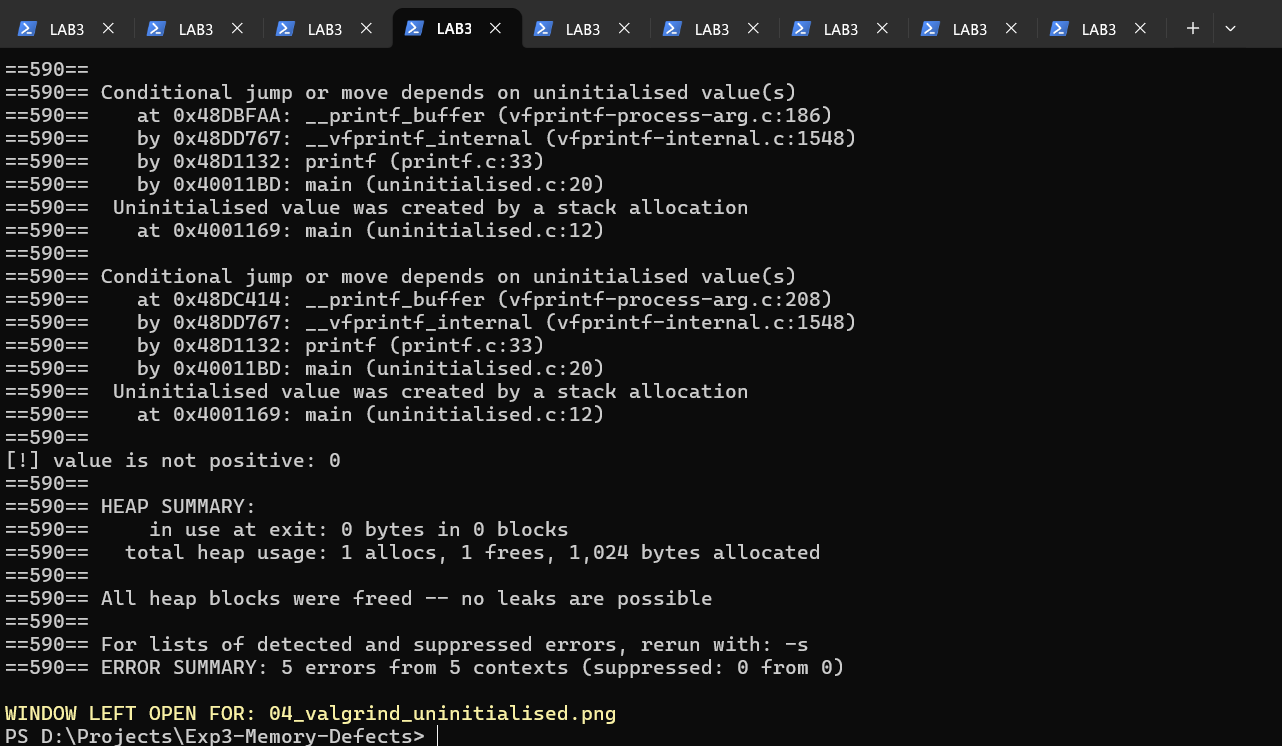 LAB3 LAB3 LAB3 LAB3 LAB3 LAB3 LAB3 LAB3 LAB3
==590==
==590== Conditional jump or move depends on uninitialised value(s)
==590==    at 0x48DBFAA: __printf_buffer (vfprintf-process-arg.c:186)
==590==    by 0x48DD767: __vfprintf_internal (vfprintf-internal.c:1548)
==590==    by 0x48D1132: printf (printf.c:33)
==590==    by 0x40011BD: main (uninitialised.c:20)
==590==  Uninitialised value was created by a stack allocation
==590==    at 0x4001169: main (uninitialised.c:12)
==590==
==590== Conditional jump or move depends on uninitialised value(s)
==590==    at 0x48DC414: __printf_buffer (vfprintf-process-arg.c:208)
==590==    by 0x48DD767: __vfprintf_internal (vfprintf-internal.c:1548)
==590==    by 0x48D1132: printf (printf.c:33)
==590==    by 0x40011BD: main (uninitialised.c:20)
==590==  Uninitialised value was created by a stack allocation
==590==    at 0x4001169: main (uninitialised.c:12)
==590==
[!] value is not positive: 0
==590==
==590== HEAP SUMMARY:
==590==     in use at exit: 0 bytes in 0 blocks
==590==   total heap usage: 1 allocs, 1 frees, 1,024 bytes allocated
==590==
==590== All heap blocks were freed -- no leaks are possible
==590==
==590== For lists of detected and suppressed errors, rerun with: -s
==590== ERROR SUMMARY: 5 errors from 5 contexts (suppressed: 0 from 0)
WINDOW LEFT OPEN FOR: 04_valgrind_uninitialised.png
PS D:\Projects\Exp3-Memory-Defects>